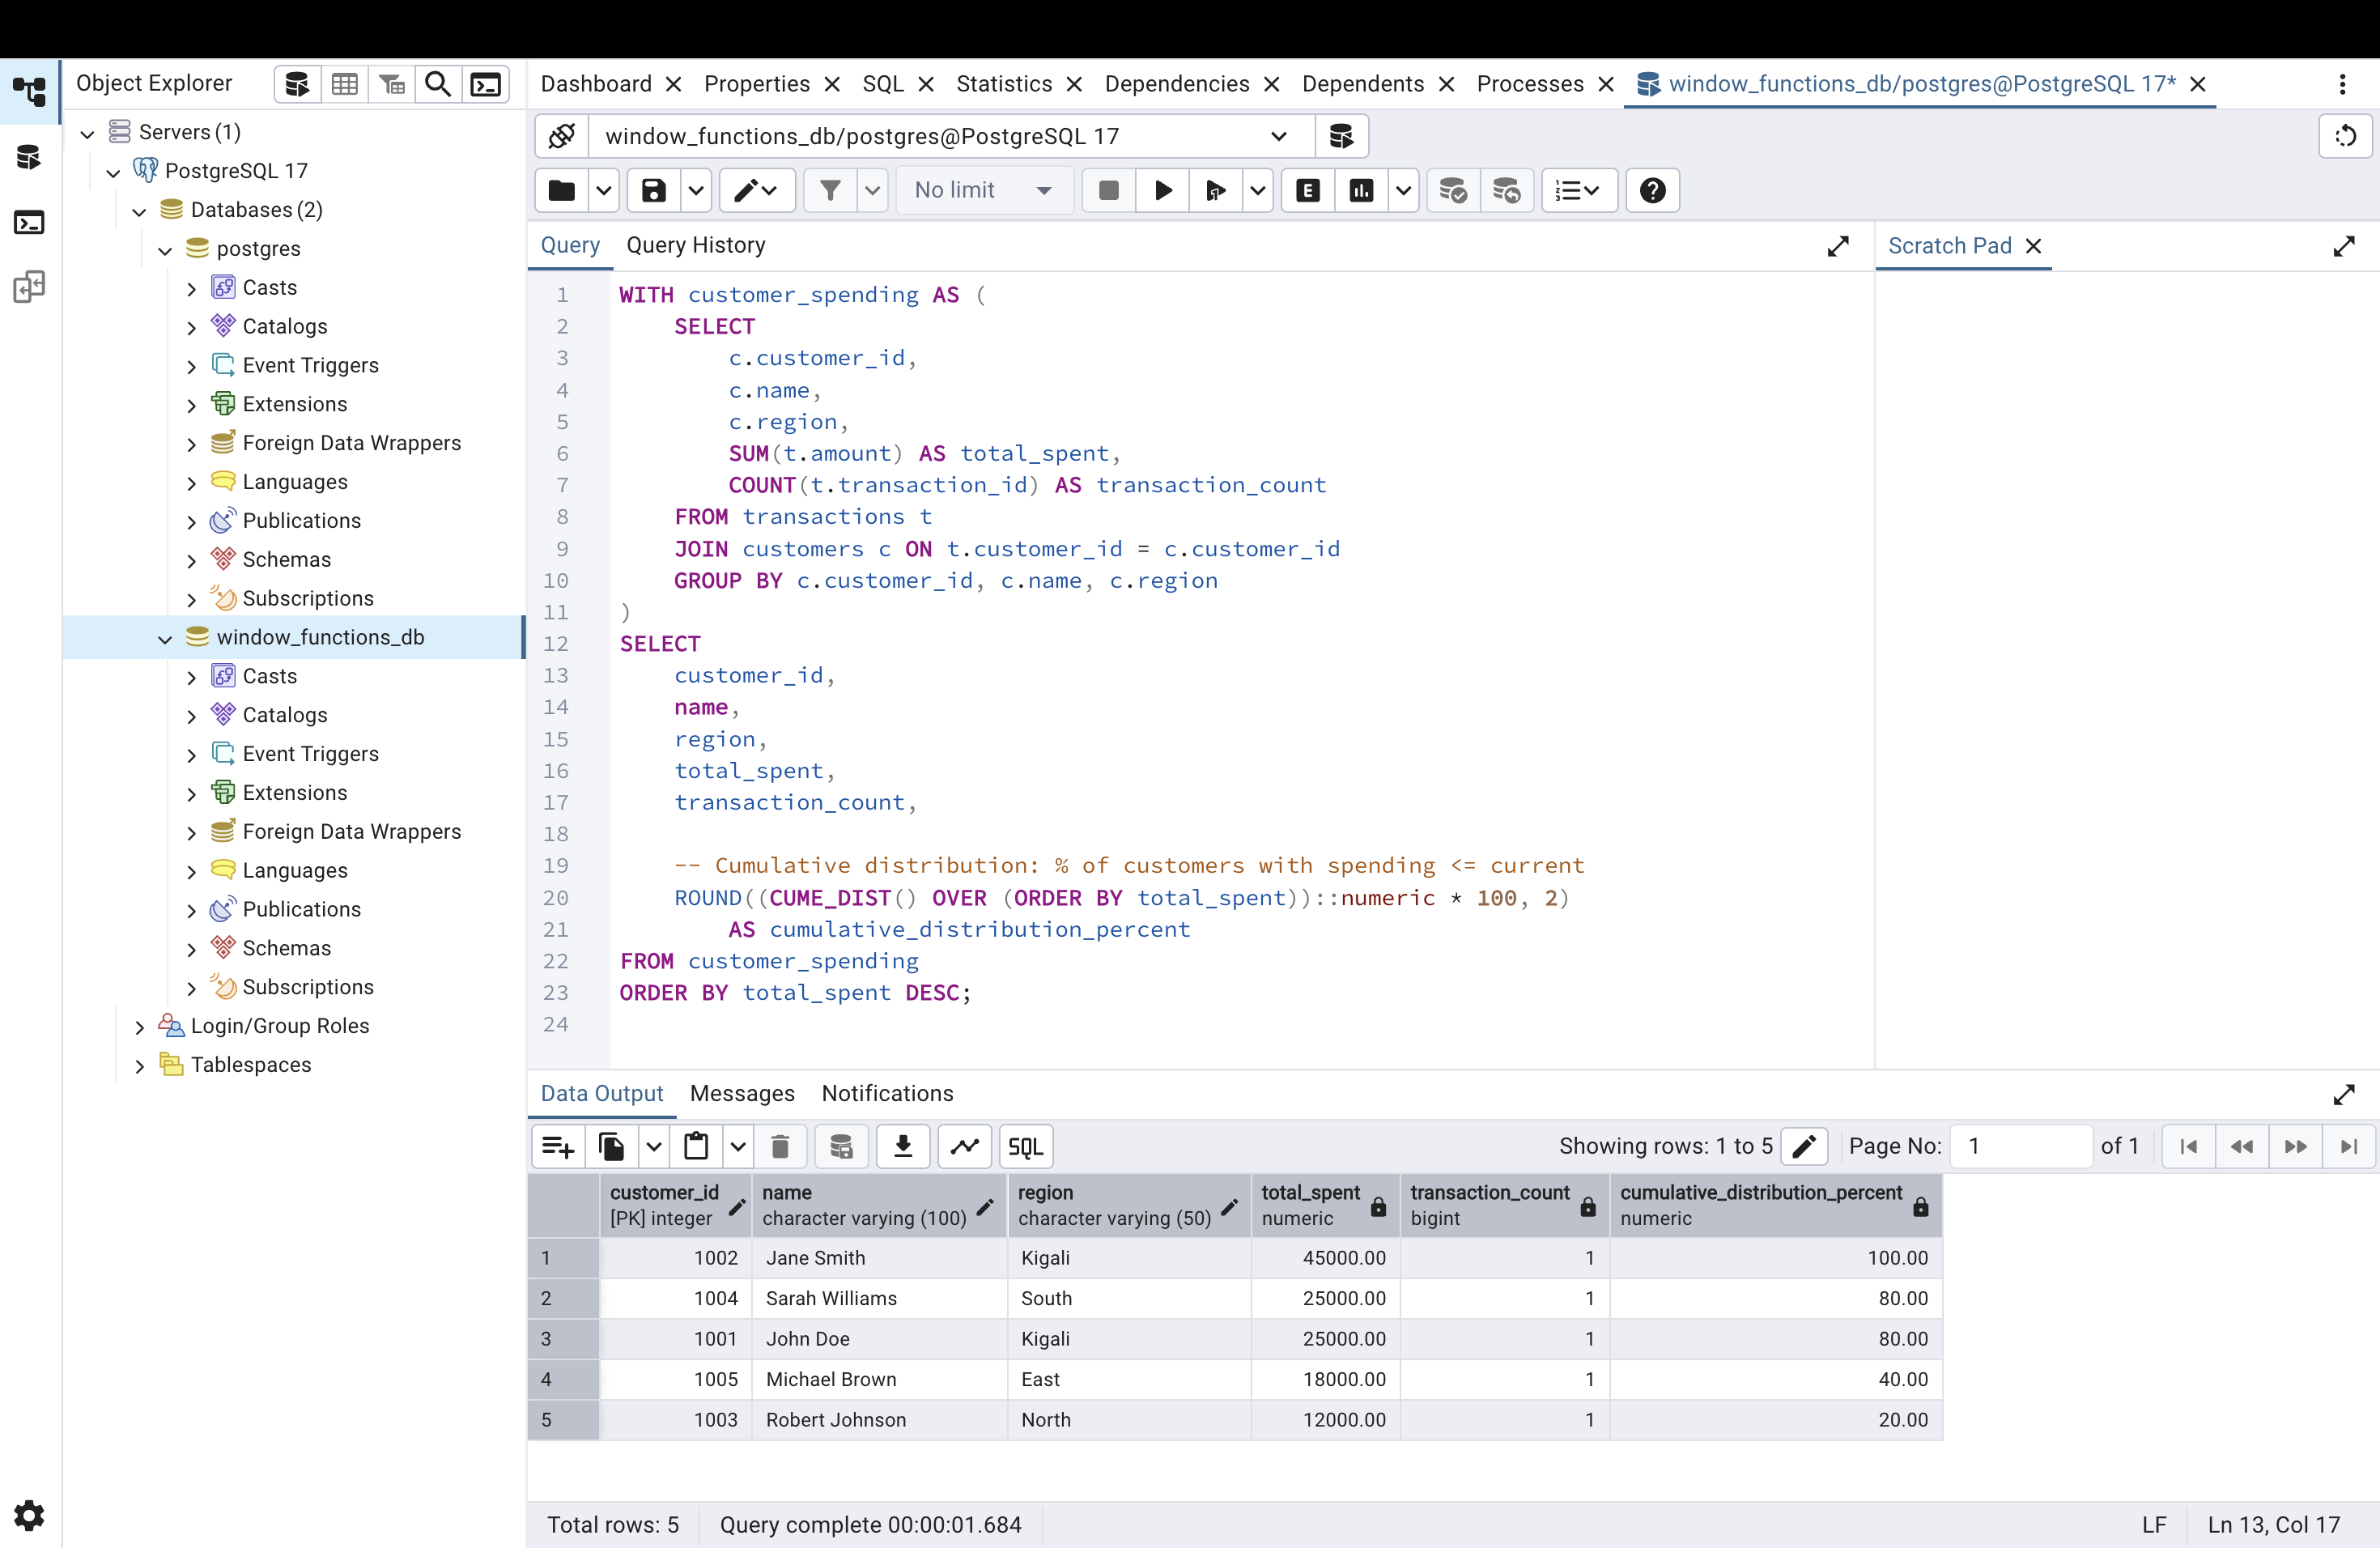 Object Explorer
Servers (1)
PostgreSQL 17
Databases (2)
postgres
Casts
Catalogs
Event Triggers
Extensions
Foreign Data Wrappers
Languages
Publications
Schemas
Subscriptions
window_functions_db
Casts
Catalogs
Event Triggers
Extensions
Foreign Data Wrappers
Languages
Publications
Schemas
Subscriptions
Login/Group Roles
Tablespaces
Dashboard Properties SQL Statistics Dependencies Dependents Processes window_functions_db/postgres@PostgreSQL 17*
window_functions_db/postgres@PostgreSQL 17
No limit E
Query Query History
Scratch Pad
1 WITH customer_spending AS (
2 SELECT
3 c.customer_id,
4 c.name,
5 c.region,
6 SUM(t.amount) AS total_spent,
7 COUNT(t.transaction_id) AS transaction_count
8 FROM transactions t
9 JOIN customers c ON t.customer_id = c.customer_id
10 GROUP BY c.customer_id, c.name, c.region
11 )
12 SELECT
13 customer_id,
14 name,
15 region,
16 total_spent,
17 transaction_count,
18
19 -- Cumulative distribution: % of customers with spending <= current
20 ROUND((CUME_DIST() OVER (ORDER BY total_spent))::numeric * 100, 2)
21 AS cumulative_distribution_percent
22 FROM customer_spending
23 ORDER BY total_spent DESC;
24
Data Output Messages Notifications
SQL Showing rows: 1 to 5 Page No: 1 of 1
customer_id name region total_spent transaction_count cumulative_distribution_percent
[PK] integer character varying (100) character varying (50) numeric bigint numeric
1 1002 Jane Smith Kigali 45000.00 1 100.00
2 1004 Sarah Williams South 25000.00 1 80.00
3 1001 John Doe Kigali 25000.00 1 80.00
4 1005 Michael Brown East 18000.00 1 40.00
5 1003 Robert Johnson North 12000.00 1 20.00
Total rows: 5 Query complete 00:00:01.684 LF Ln 13, Col 17